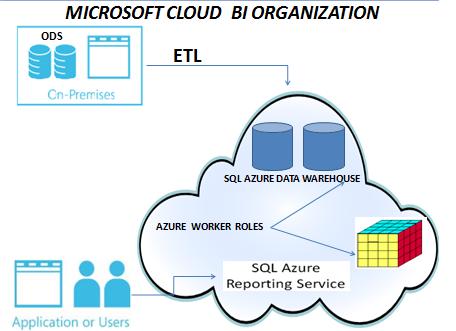 MICROSOFT CLOUD BI ORGANIZATION
ODS
ETL
On-Premises
SQL AZURE DATA WAREHOUSE
AZURE WORKER ROLES
SQL Azure
Reporting Service
Application or Users